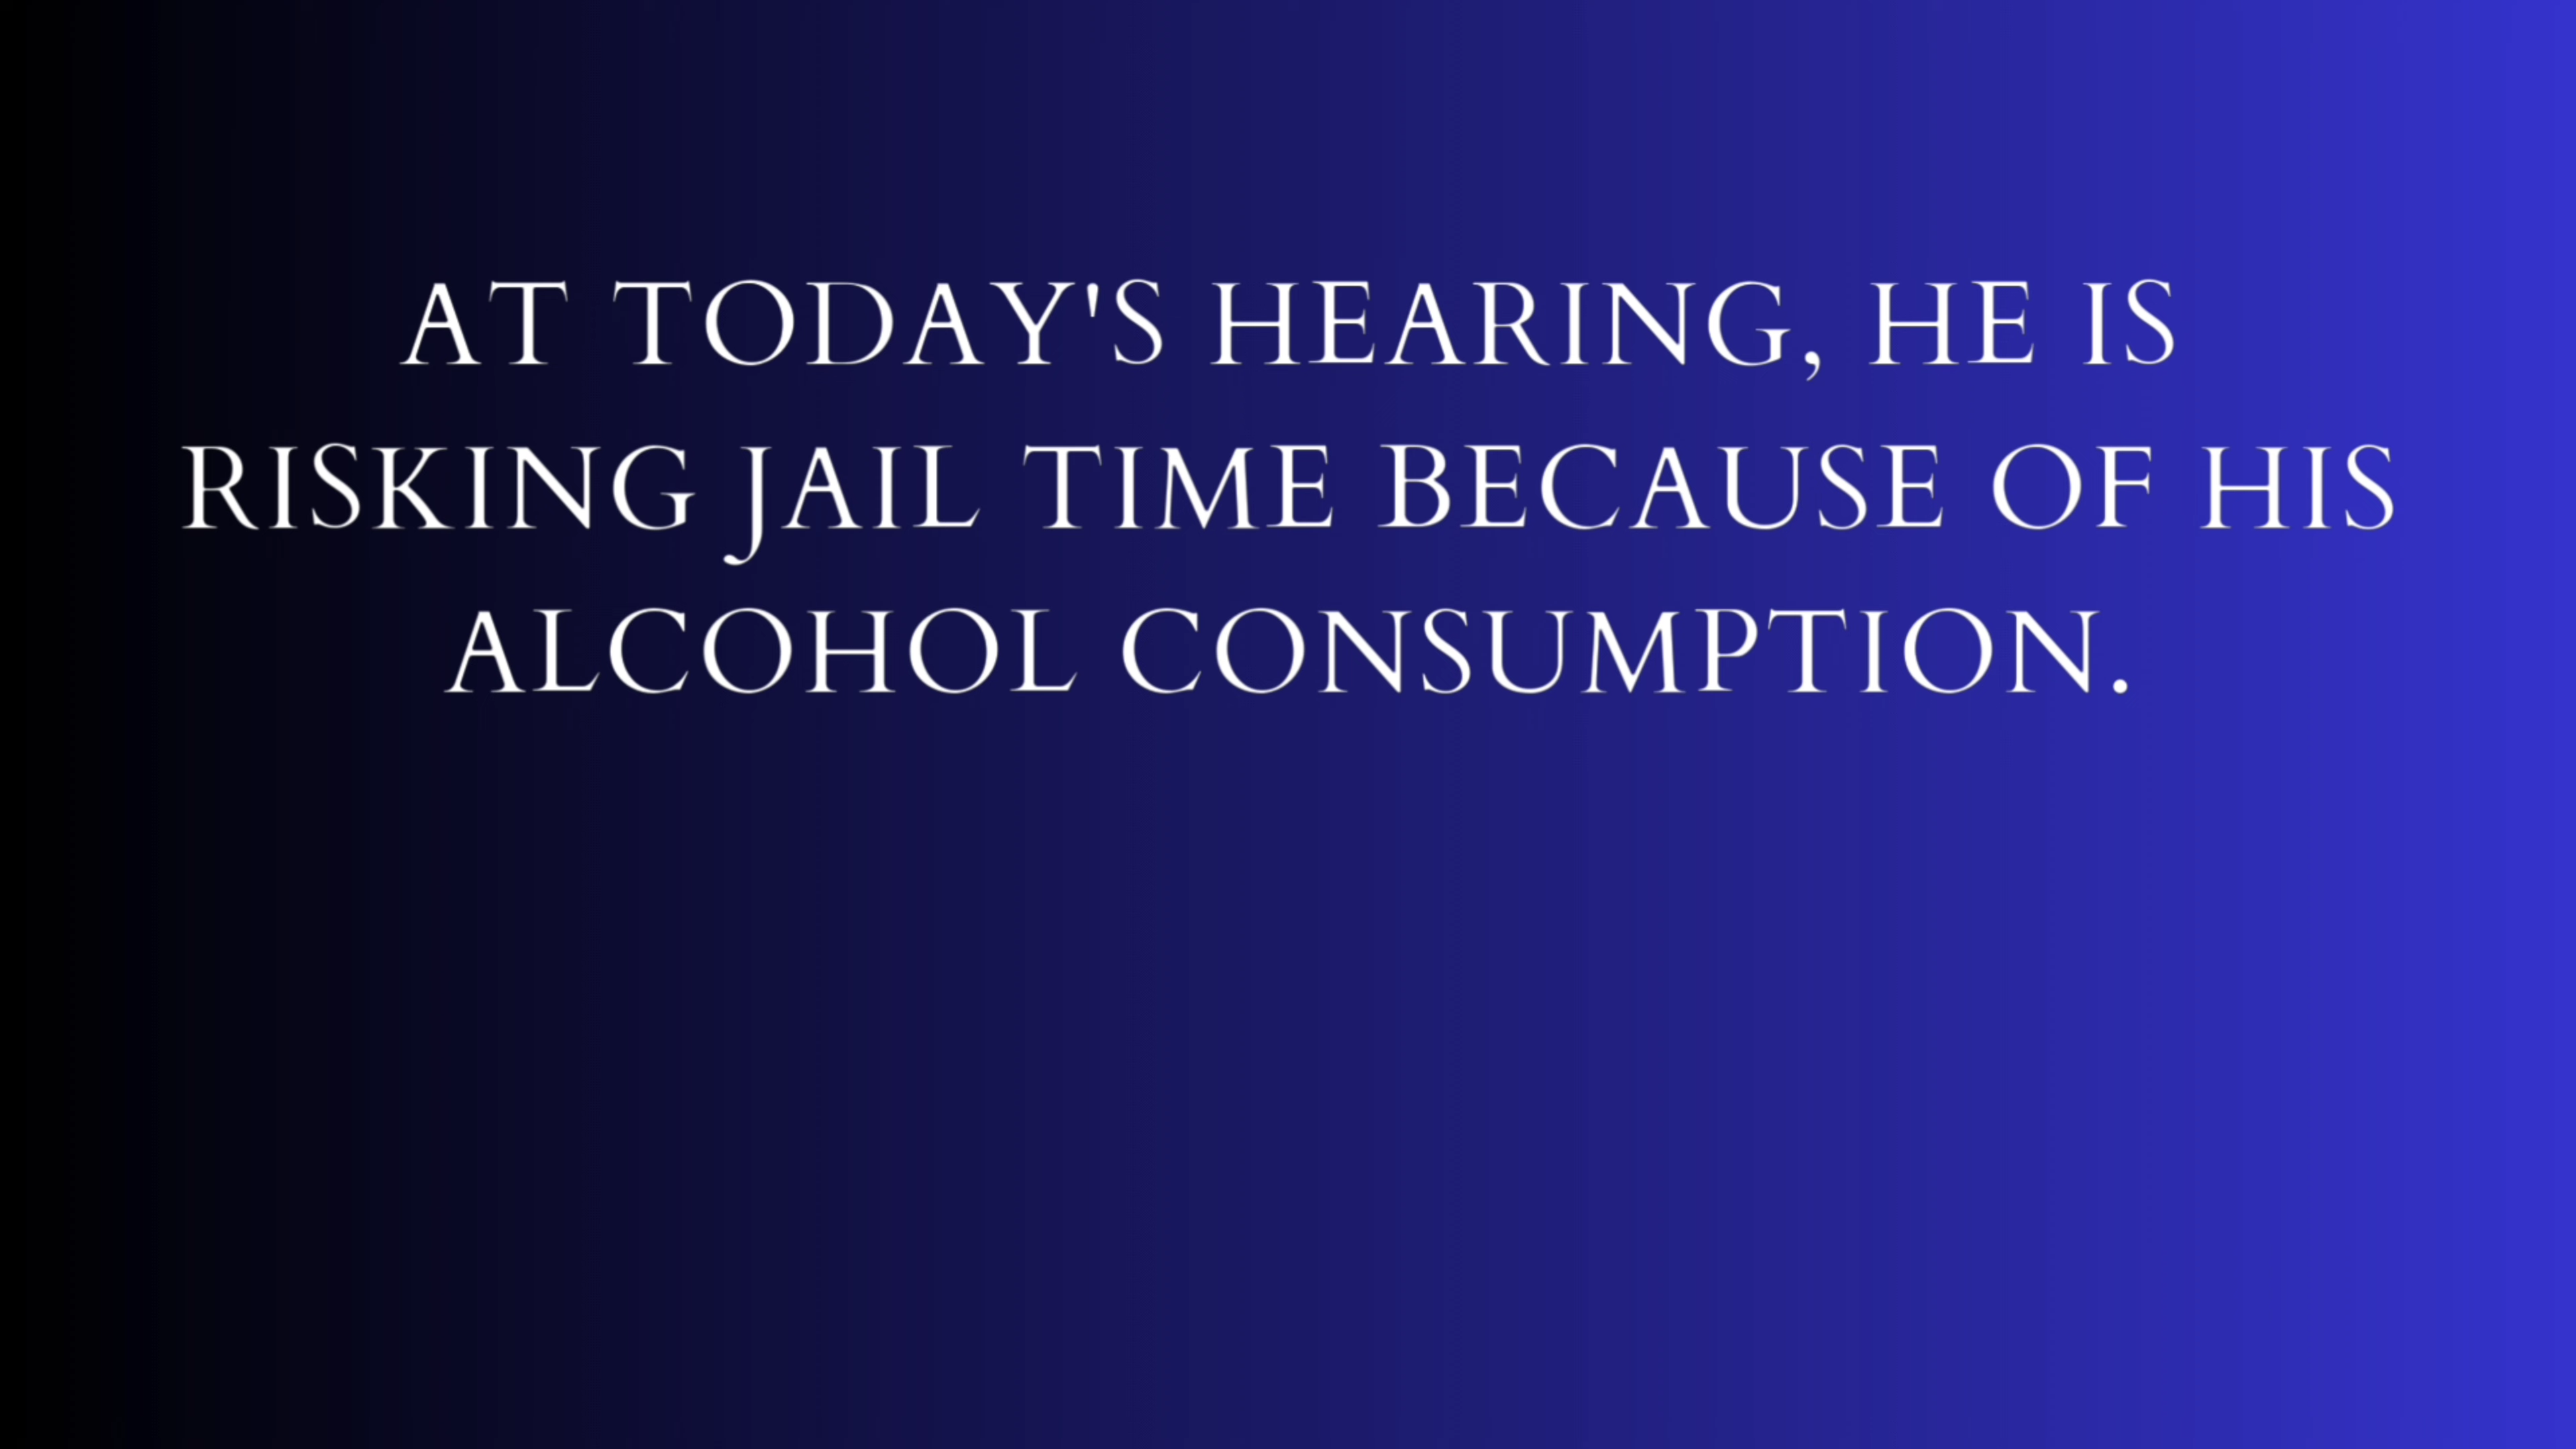 AT TODAY'S HEARING, HE IS
RISKING JAIL TIME BECAUSE OF HIS
ALCOHOL CONSUMPTION.